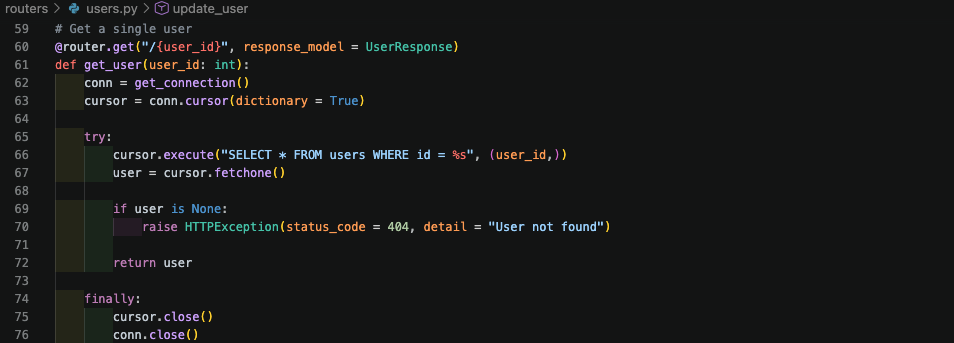 routers > users.py > update_user
59 # Get a single user
60 @router.get("/{user_id}", response_model = UserResponse)
61 def get_user(user_id: int):
62     conn = get_connection()
63     cursor = conn.cursor(dictionary = True)
64
65     try:
66         cursor.execute("SELECT * FROM users WHERE id = %s", (user_id,))
67         user = cursor.fetchone()
68
69         if user is None:
70             raise HTTPException(status_code = 404, detail = "User not found")
71
72         return user
73
74     finally:
75         cursor.close()
76         conn.close()